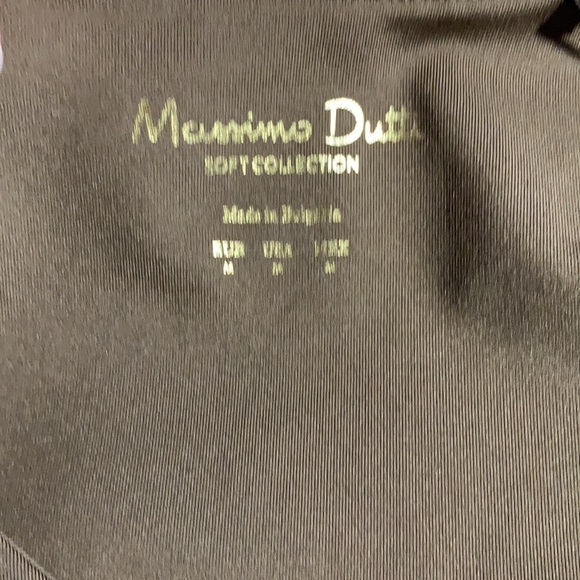 Massimo Dutti
SOFT COLLECTION
Made in Bulgaria
EUR USA MEX
M M M